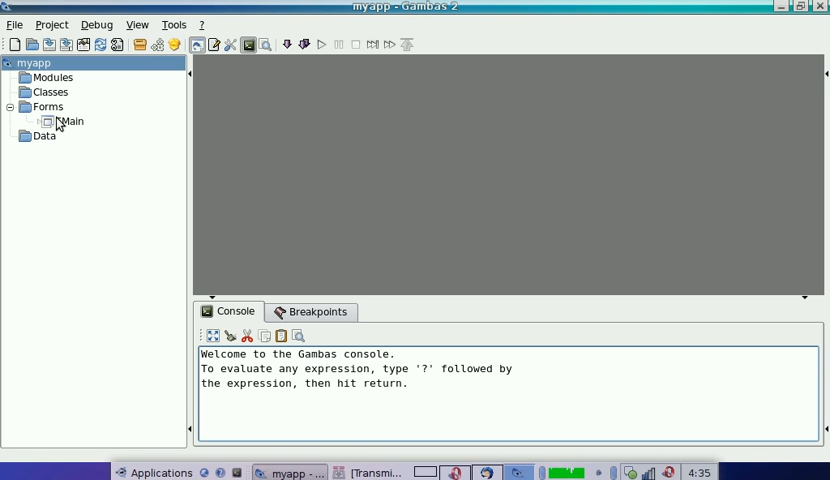 myapp - Gambas 2
File Project Debug View Tools ?
myapp
Modules
Classes
Forms
Main
Data
Console Breakpoints
Welcome to the Gambas console.
To evaluate any expression, type '?' followed by
the expression, then hit return.
Applications myapp - ... [Transmi... 4:35